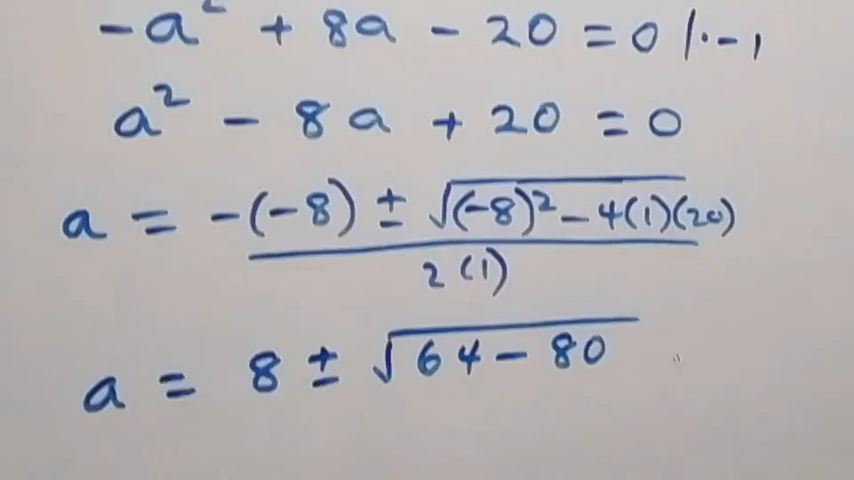 -a² + 8a - 20 = 0 |·-1
a² - 8a + 20 = 0
a = -(-8) ± √(-8)² - 4(1)(20)
2(1)
a = 8 ± √64 - 80